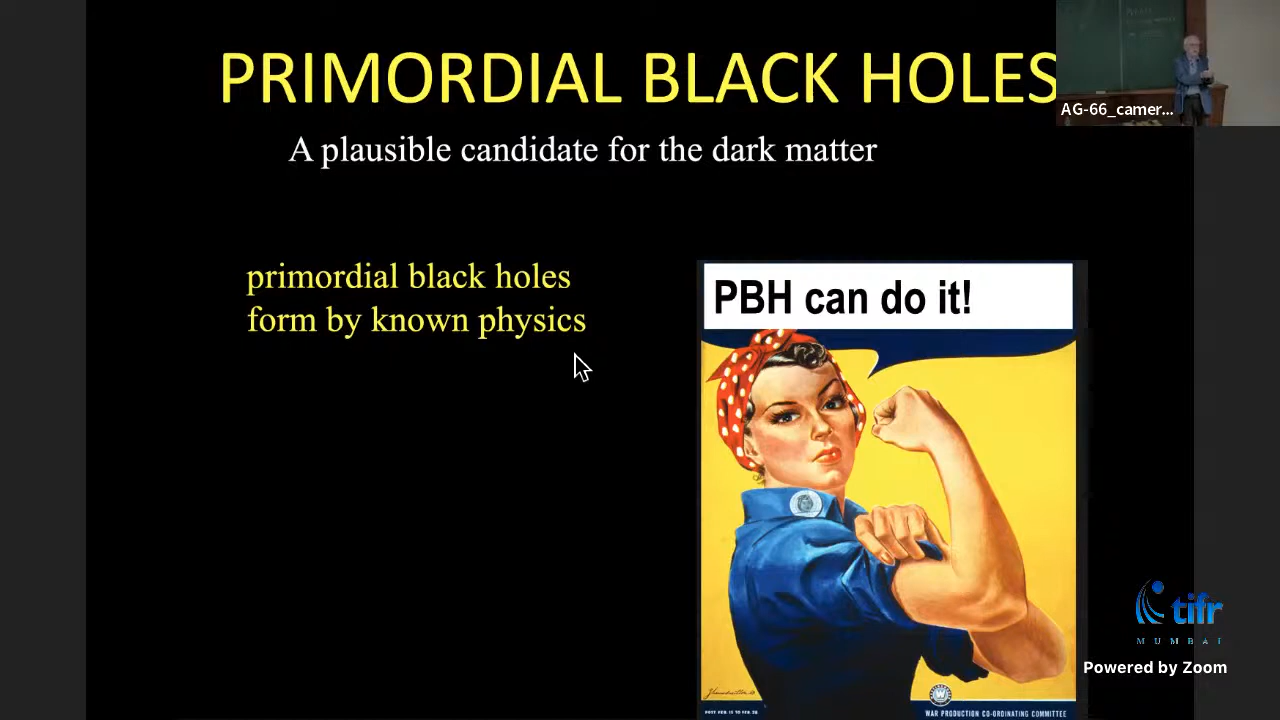 PRIMORDIAL BLACK HOLES
AG-66_camer...
A plausible candidate for the dark matter
primordial black holes
form by known physics
PBH can do it!
tifr
MUMBAI
Powered by Zoom
WAR PRODUCTION CO-ORDINATING COMMITTEE